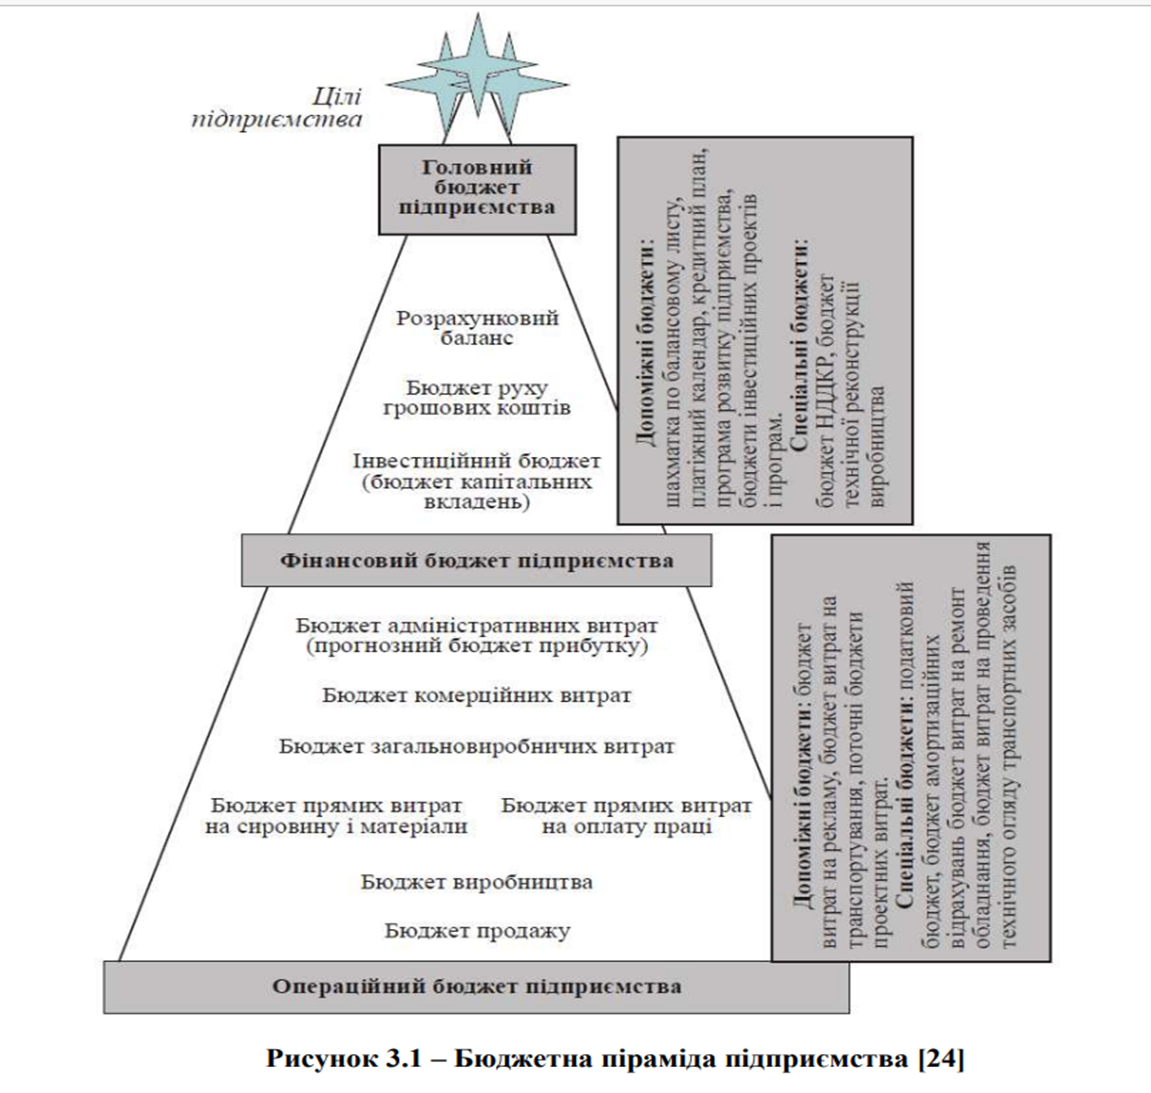 Цілі
підприємства
Головний
бюджет
підприємства
Розрахунковий
баланс
Бюджет руху
грошових коштів
Інвестиційний бюджет
(бюджет капітальних
вкладень)
Допоміжні бюджети:
шахматка по балансовому листу,
платіжний календар, кредитний план,
програма розвитку підприємства,
бюджети інвестиційних проектів
і програм.
Спеціальні бюджети:
бюджет НДДКР, бюджет
технічної реконструкції
виробництва
Фінансовий бюджет підприємства
Бюджет адміністративних витрат
(прогнозний бюджет прибутку)
Бюджет комерційних витрат
Бюджет загальновиробничих витрат
Бюджет прямих витрат
на сировину і матеріали
Бюджет прямих витрат
на оплату праці
Бюджет виробництва
Бюджет продажу
Допоміжні бюджети: бюджет
витрат на рекламу, бюджет витрат на
транспортування, поточні бюджети
проектних витрат.
Спеціальні бюджети: податковий
бюджет, бюджет амортизаційних
відрахувань бюджет витрат на ремонт
обладнання, бюджет витрат на проведення
технічного огляду транспортних засобів
Операційний бюджет підприємства
Рисунок 3.1 – Бюджетна піраміда підприємства [24]